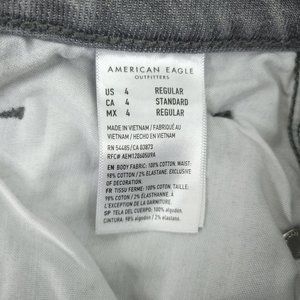 AMERICAN EAGLE
OUTFITTERS
US 4 REGULAR
CA 4 STANDARD
MX 4 REGULAR
MADE IN VIETNAM / FABRIQUÉ AU
VIETNAM / HECHO EN VIETNAM
RN 54485/CA 03873
RFC# AEM120605U9A
EN BODY FABRIC: 100% COTTON, WAIST:
98% COTTON / 2% ELASTANE. EXCLUSIVE
OF DECORATION.
FR TISSU FERME: 100% COTON, TAILLE:
98% COTON / 2% ÉLASTHANNE. À
L'EXCEPTION DE LA GARNITURE.
SP TELA DEL CUERPO: 100% algodón,
CINTURA: 98% algodón / 2% elastano.